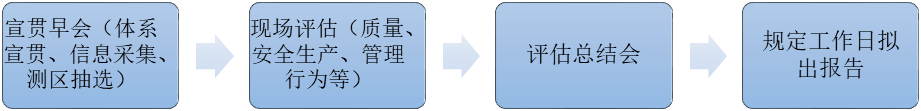 宣贯早会（体系
宣贯、信息采集、
测区抽选）
现场评估（质量、
安全生产、管理
行为等）
评估总结会
规定工作日拟
出报告